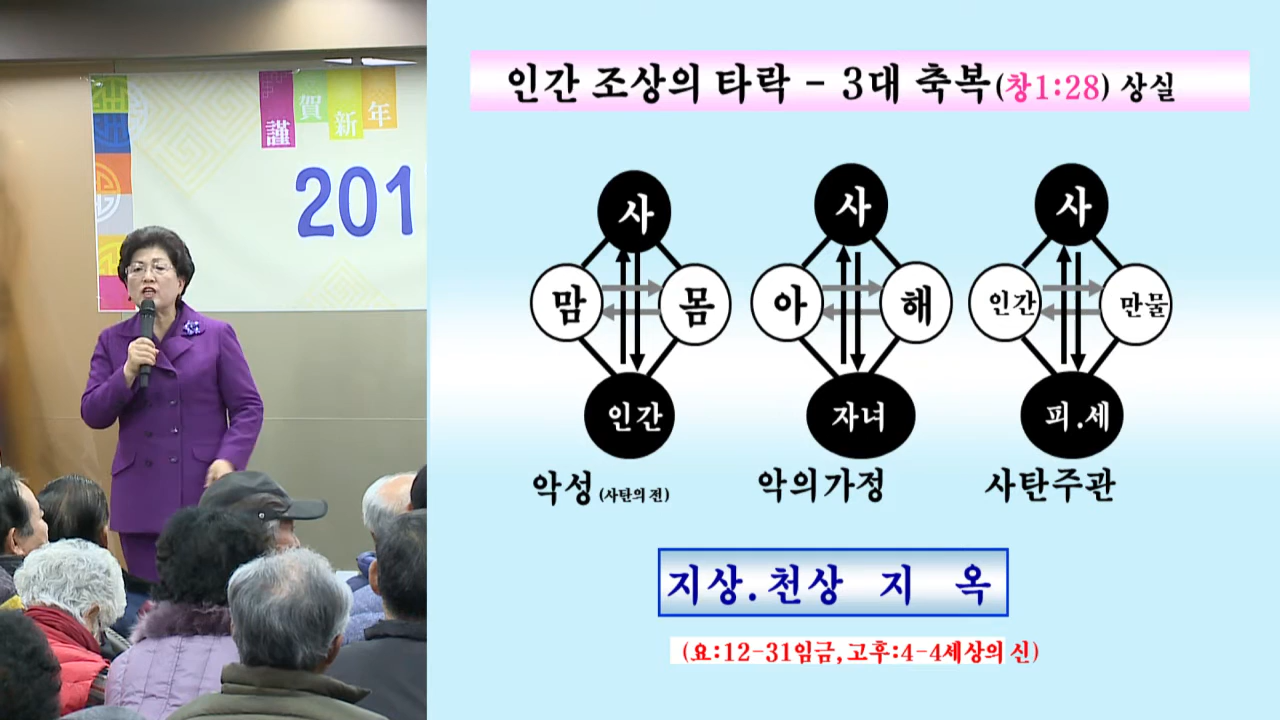 謹賀新年
201
인간 조상의 타락 - 3대 축복(창1:28) 상실
사 사 사
맘 몸 아 해 인간 만물
인간 자녀 피.세
악성 (사탄의 전) 악의가정 사탄주관
지상.천상 지 옥
(요:12-31임금, 고후:4-4세상의 신)